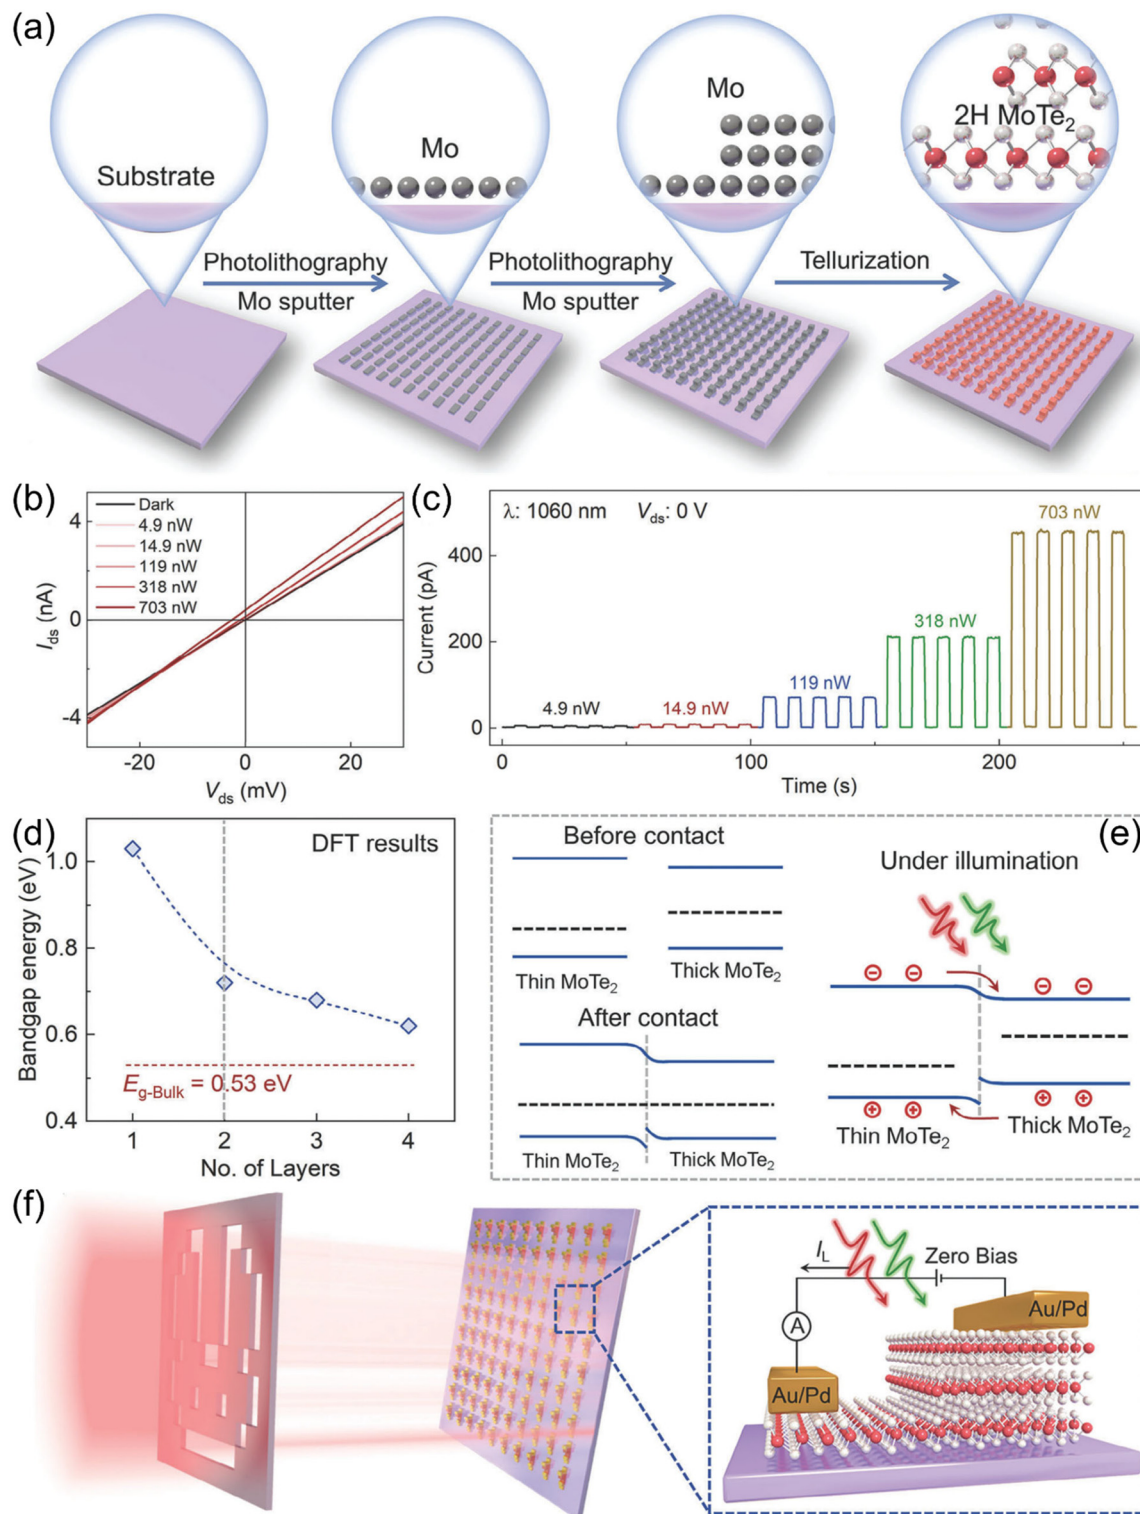 (a)
Substrate
Mo
Mo
2H MoTe₂
Photolithography
Mo sputter
Photolithography
Mo sputter
Tellurization
(b)
I_ds (nA)
4
0
-4
Dark
4.9 nW
14.9 nW
119 nW
318 nW
703 nW
-20
0
20
V_ds (mV)
(c)
λ: 1060 nm V_ds: 0 V
Current (pA)
400
200
0
4.9 nW
14.9 nW
119 nW
318 nW
703 nW
0
100
200
Time (s)
(d)
DFT results
Bandgap energy (eV)
1.0
0.8
0.6
0.4
E_g-Bulk = 0.53 eV
1
2
3
4
No. of Layers
(e)
Before contact
Thin MoTe₂
Thick MoTe₂
After contact
Thin MoTe₂
Thick MoTe₂
Under illumination
Thin MoTe₂
Thick MoTe₂
(f)
I_L
Zero Bias
A
Au/Pd
Au/Pd